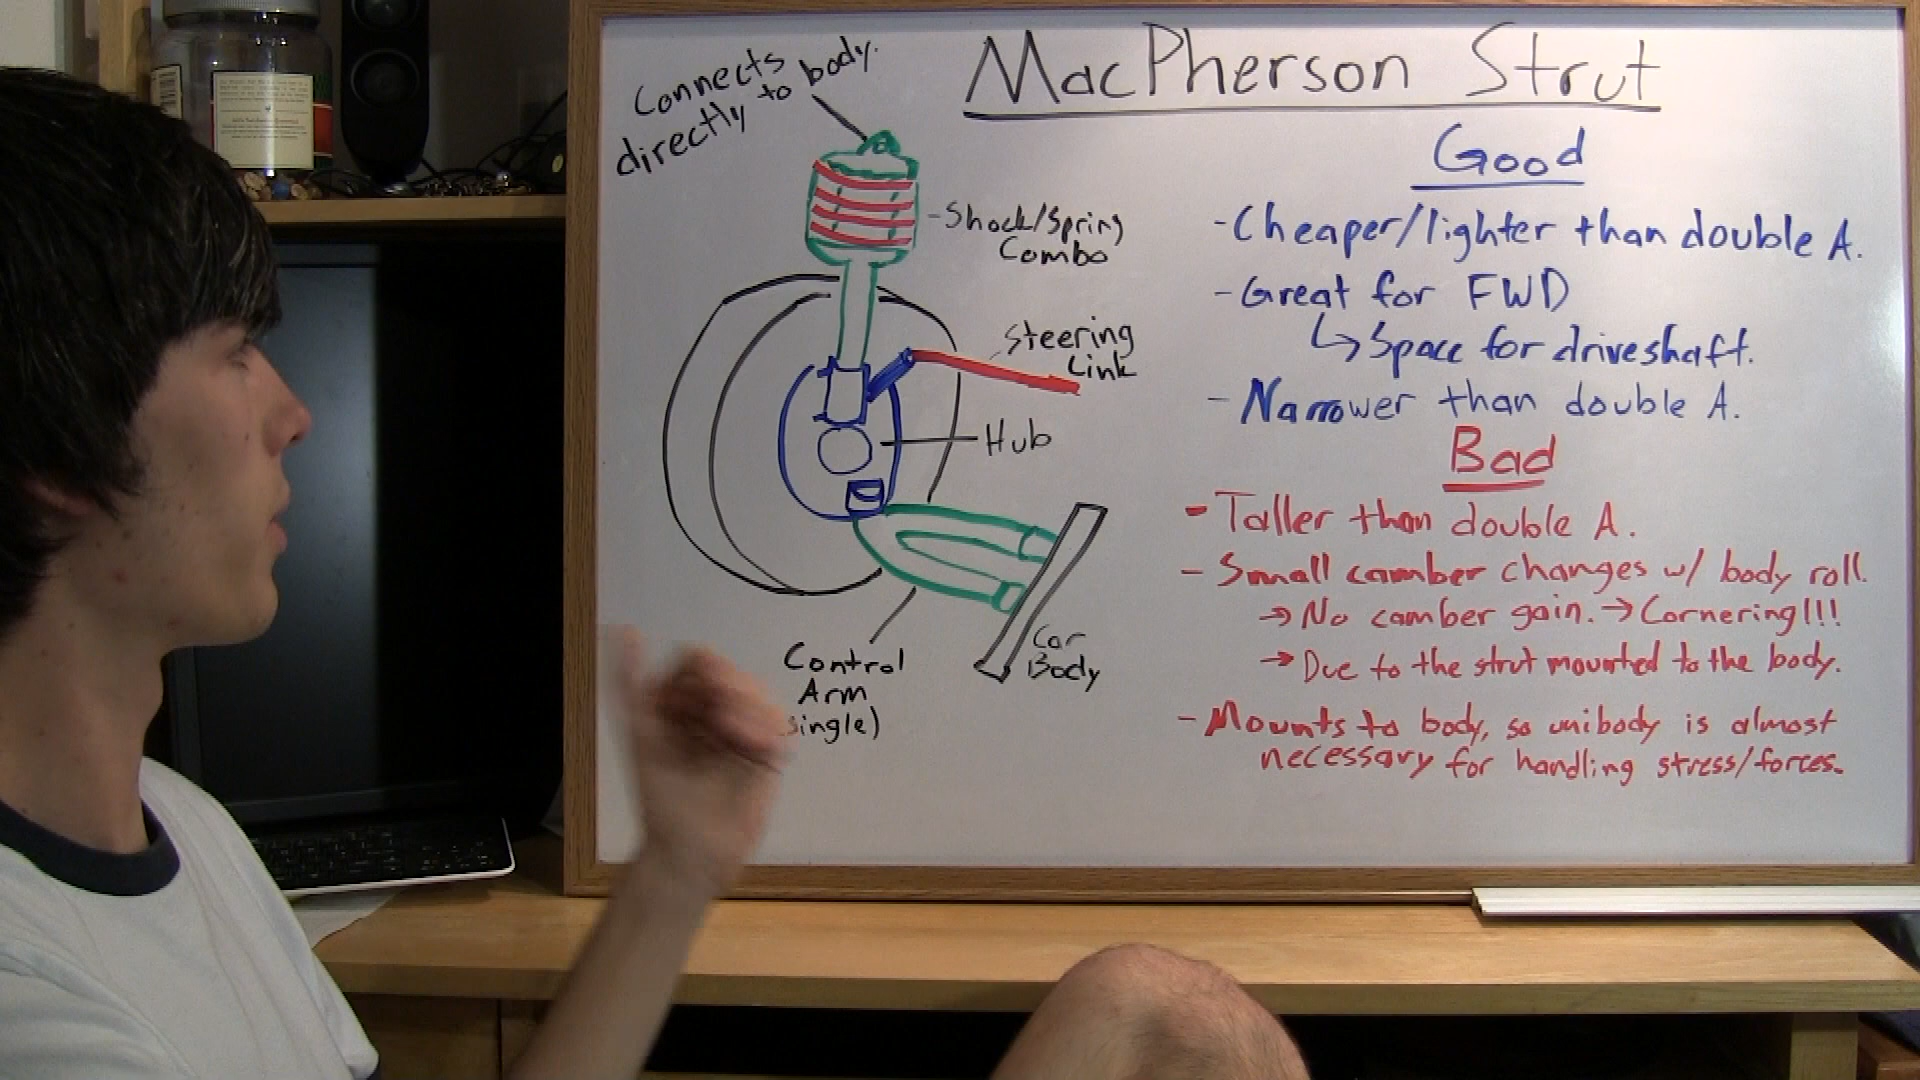 MacPherson Strut
Connects
directly to body.
-Shock/Spring
Combo
Steering
Link
Hub
Control
Arm
single)
Car
Body
Good
-Cheaper/lighter than double A.
-Great for FWD
↳ Space for driveshaft.
- Narrower than double A.
Bad
- Taller than double A.
- Small camber changes w/ body roll.
→ No camber gain. → Cornering!!!
→ Due to the strut mounted to the body.
- Mounts to body, so unibody is almost
necessary for handling stress/forces.